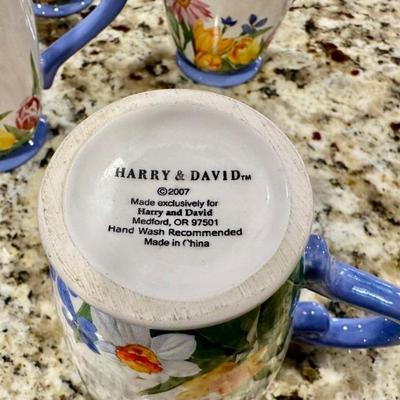 HARRY & DAVID™
©2007
Made exclusively for
Harry and David
Medford, OR 97501
Hand Wash Recommended
Made in China